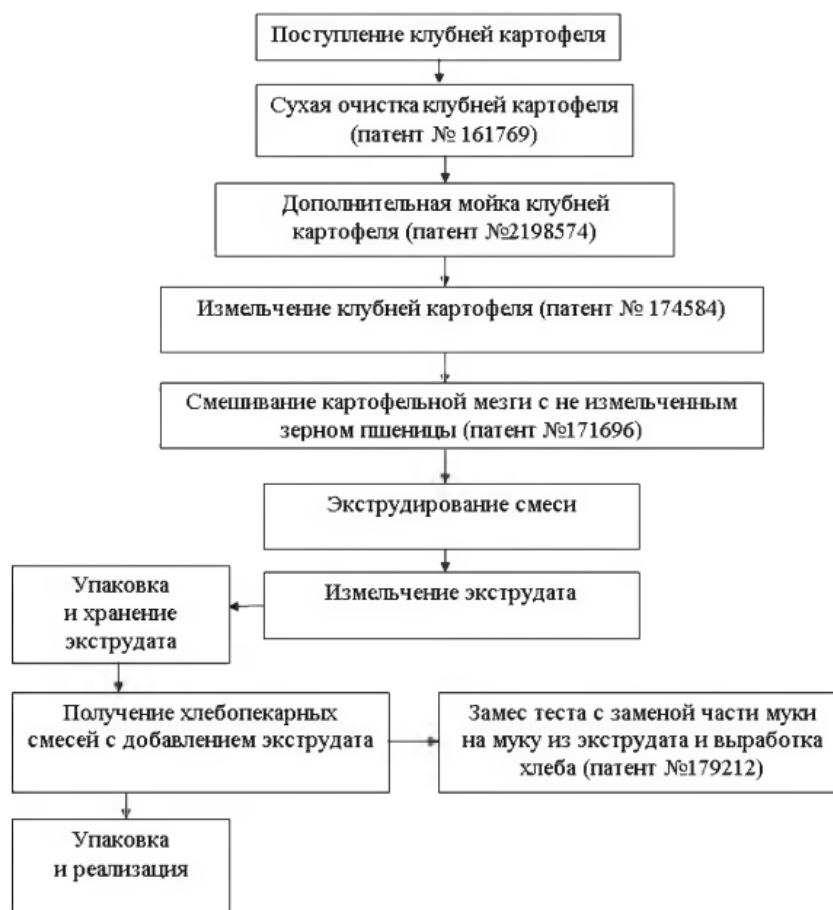 Поступление клубней картофеля
Сухая очистка клубней картофеля
(патент № 161769)
Дополнительная мойка клубней
картофеля (патент №2198574)
Измельчение клубней картофеля (патент № 174584)
Смешивание картофельной мезги с не измельченным
зерном пшеницы (патент №171696)
Экструдирование смеси
Измельчение экструдата
Упаковка
и хранение
экструдата
Получение хлебопекарных
смесей с добавлением экструдата
Замес теста с заменой части муки
на муку из экструдата и выработка
хлеба (патент №179212)
Упаковка
и реализация